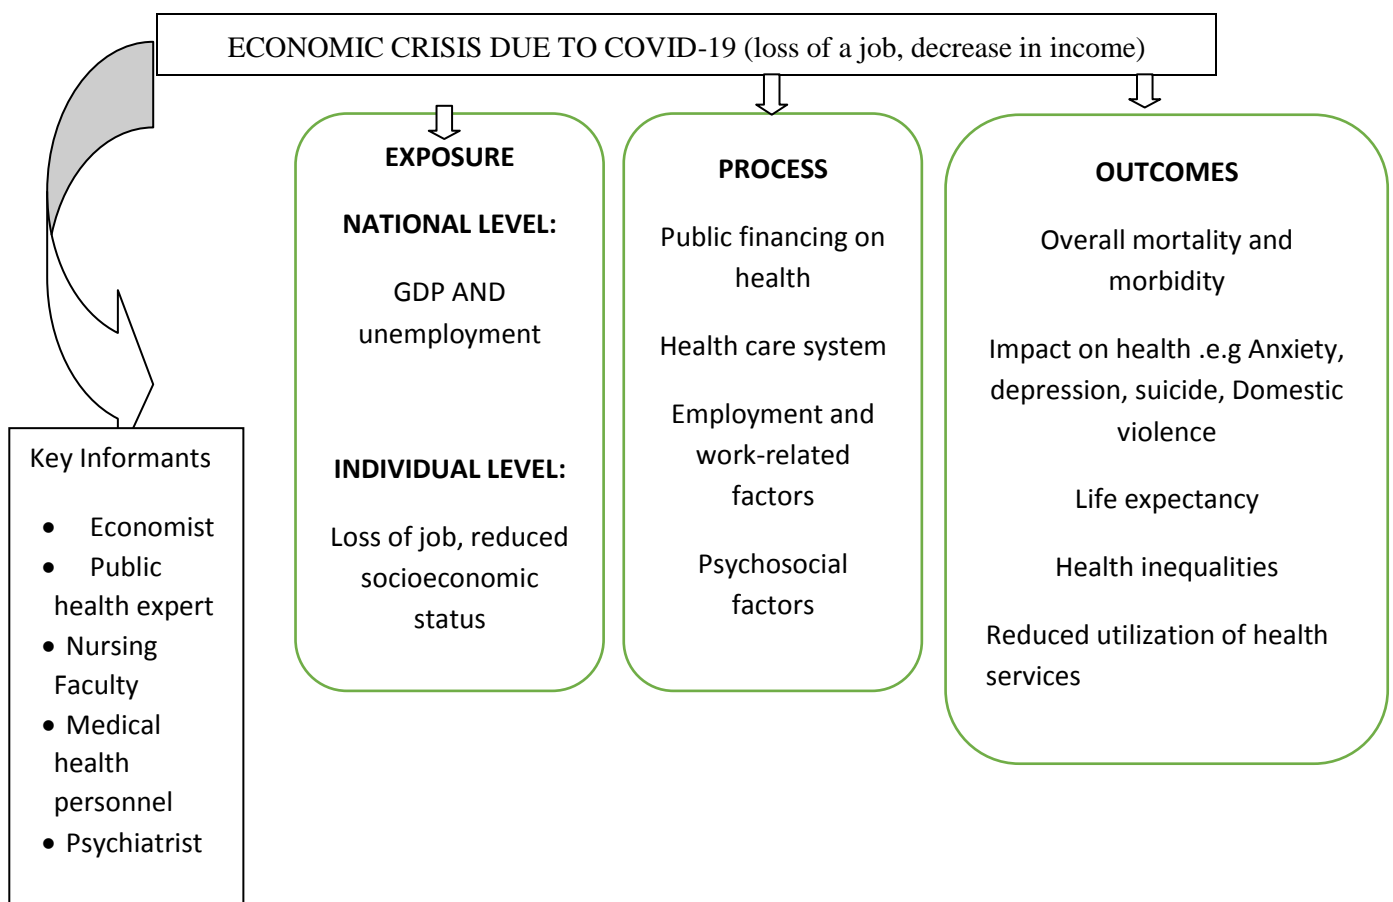 ECONOMIC CRISIS DUE TO COVID-19 (loss of a job, decrease in income)
EXPOSURE
NATIONAL LEVEL:
GDP AND
unemployment
INDIVIDUAL LEVEL:
Loss of job, reduced
socioeconomic
status
PROCESS
Public financing on
health
Health care system
Employment and
work-related
factors
Psychosocial
factors
OUTCOMES
Overall mortality and
morbidity
Impact on health .e.g Anxiety,
depression, suicide, Domestic
violence
Life expectancy
Health inequalities
Reduced utilization of health
services
Key Informants
• Economist
• Public
health expert
• Nursing
Faculty
• Medical
health
personnel
• Psychiatrist